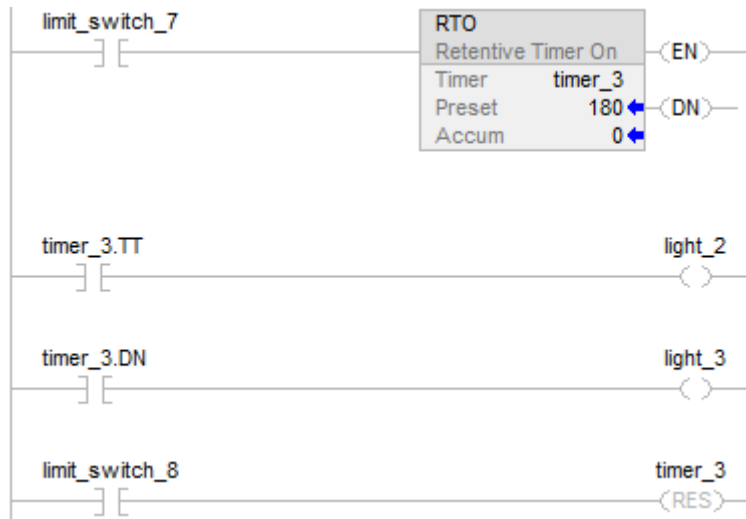 limit_switch_7
RTO
Retentive Timer On
EN
Timer timer_3
Preset 180
DN
Accum 0
timer_3.TT
light_2
timer_3.DN
light_3
limit_switch_8
timer_3
RES